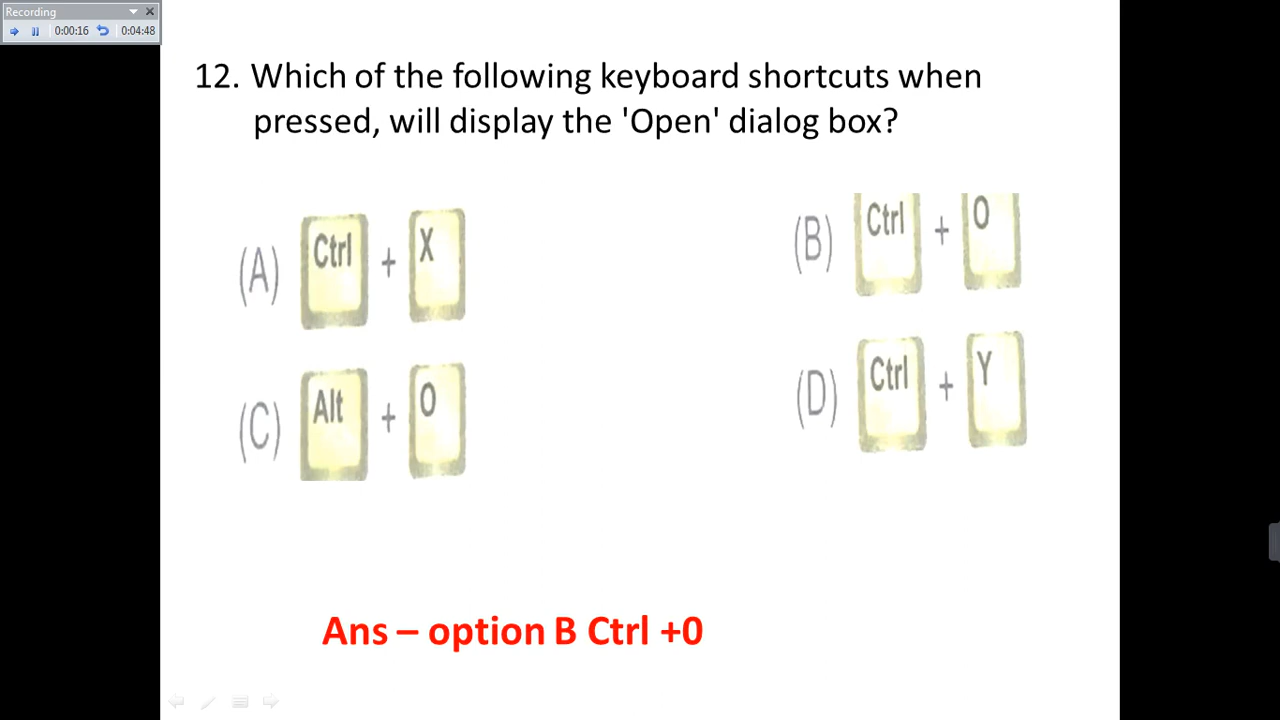 Recording
0:00:16 0:04:48
12. Which of the following keyboard shortcuts when
pressed, will display the 'Open' dialog box?
(A) Ctrl + X
(B) Ctrl + O
(C) Alt + O
(D) Ctrl + Y
Ans – option B Ctrl +0